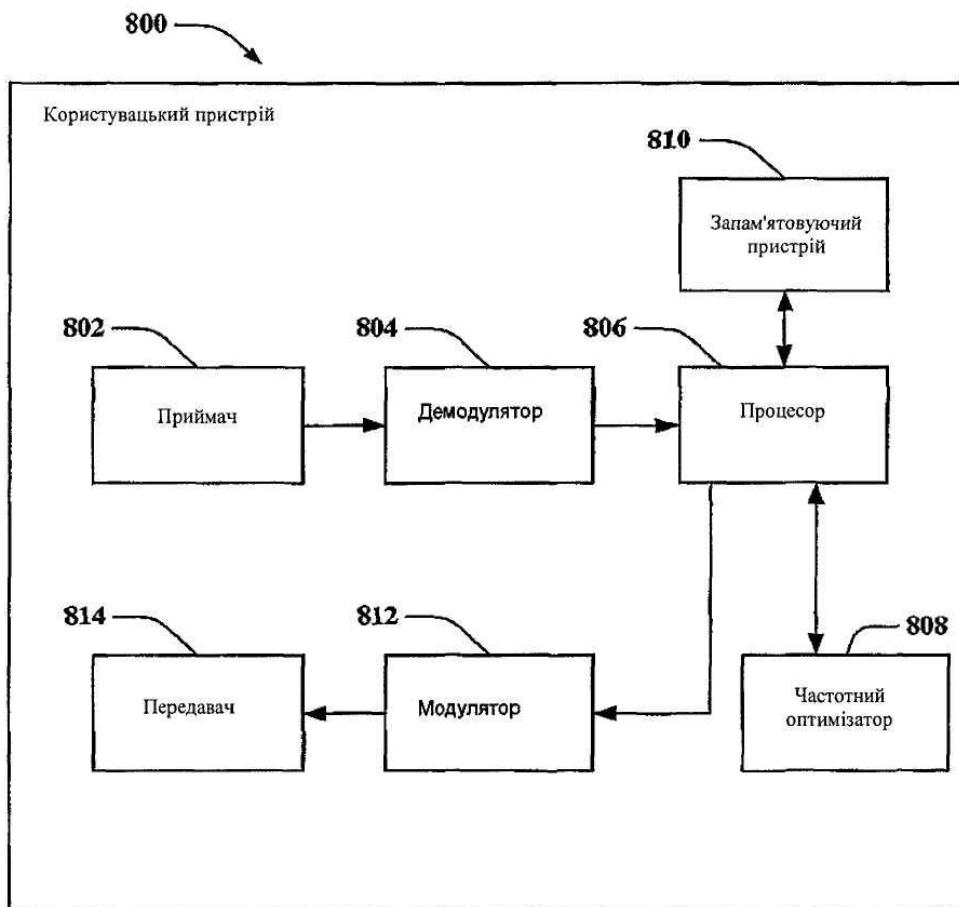 800
Користувацький пристрій
810
Запам'ятовуючий
пристрій
802
804
806
Приймач
Демодулятор
Процесор
814
812
808
Передавач
Модулятор
Частотний
оптимізатор